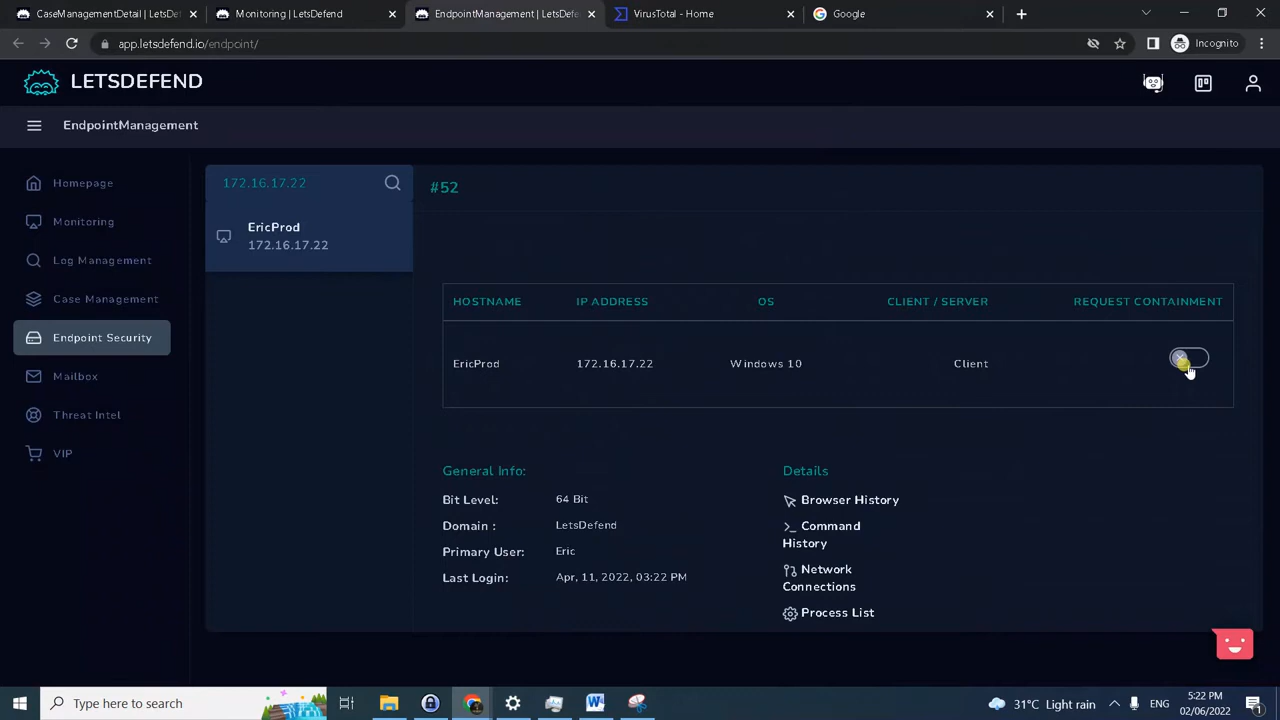 CaseManagementDetail | LetsDef
Monitoring | LetsDefend
EndpointManagement | LetsDefe
VirusTotal - Home
Google
app.letsdefend.io/endpoint/
Incognito
LETSDEFEND
EndpointManagement
Homepage
Monitoring
Log Management
Case Management
Endpoint Security
Mailbox
Threat Intel
VIP
172.16.17.22
EricProd
172.16.17.22
#52
HOSTNAME IP ADDRESS OS CLIENT / SERVER REQUEST CONTAINMENT
EricProd 172.16.17.22 Windows 10 Client
General Info:
Bit Level: 64 Bit
Domain : LetsDefend
Primary User: Eric
Last Login: Apr, 11, 2022, 03:22 PM
Details
Browser History
Command
History
Network
Connections
Process List
Type here to search
31°C Light rain
ENG
5:22 PM
02/06/2022
1